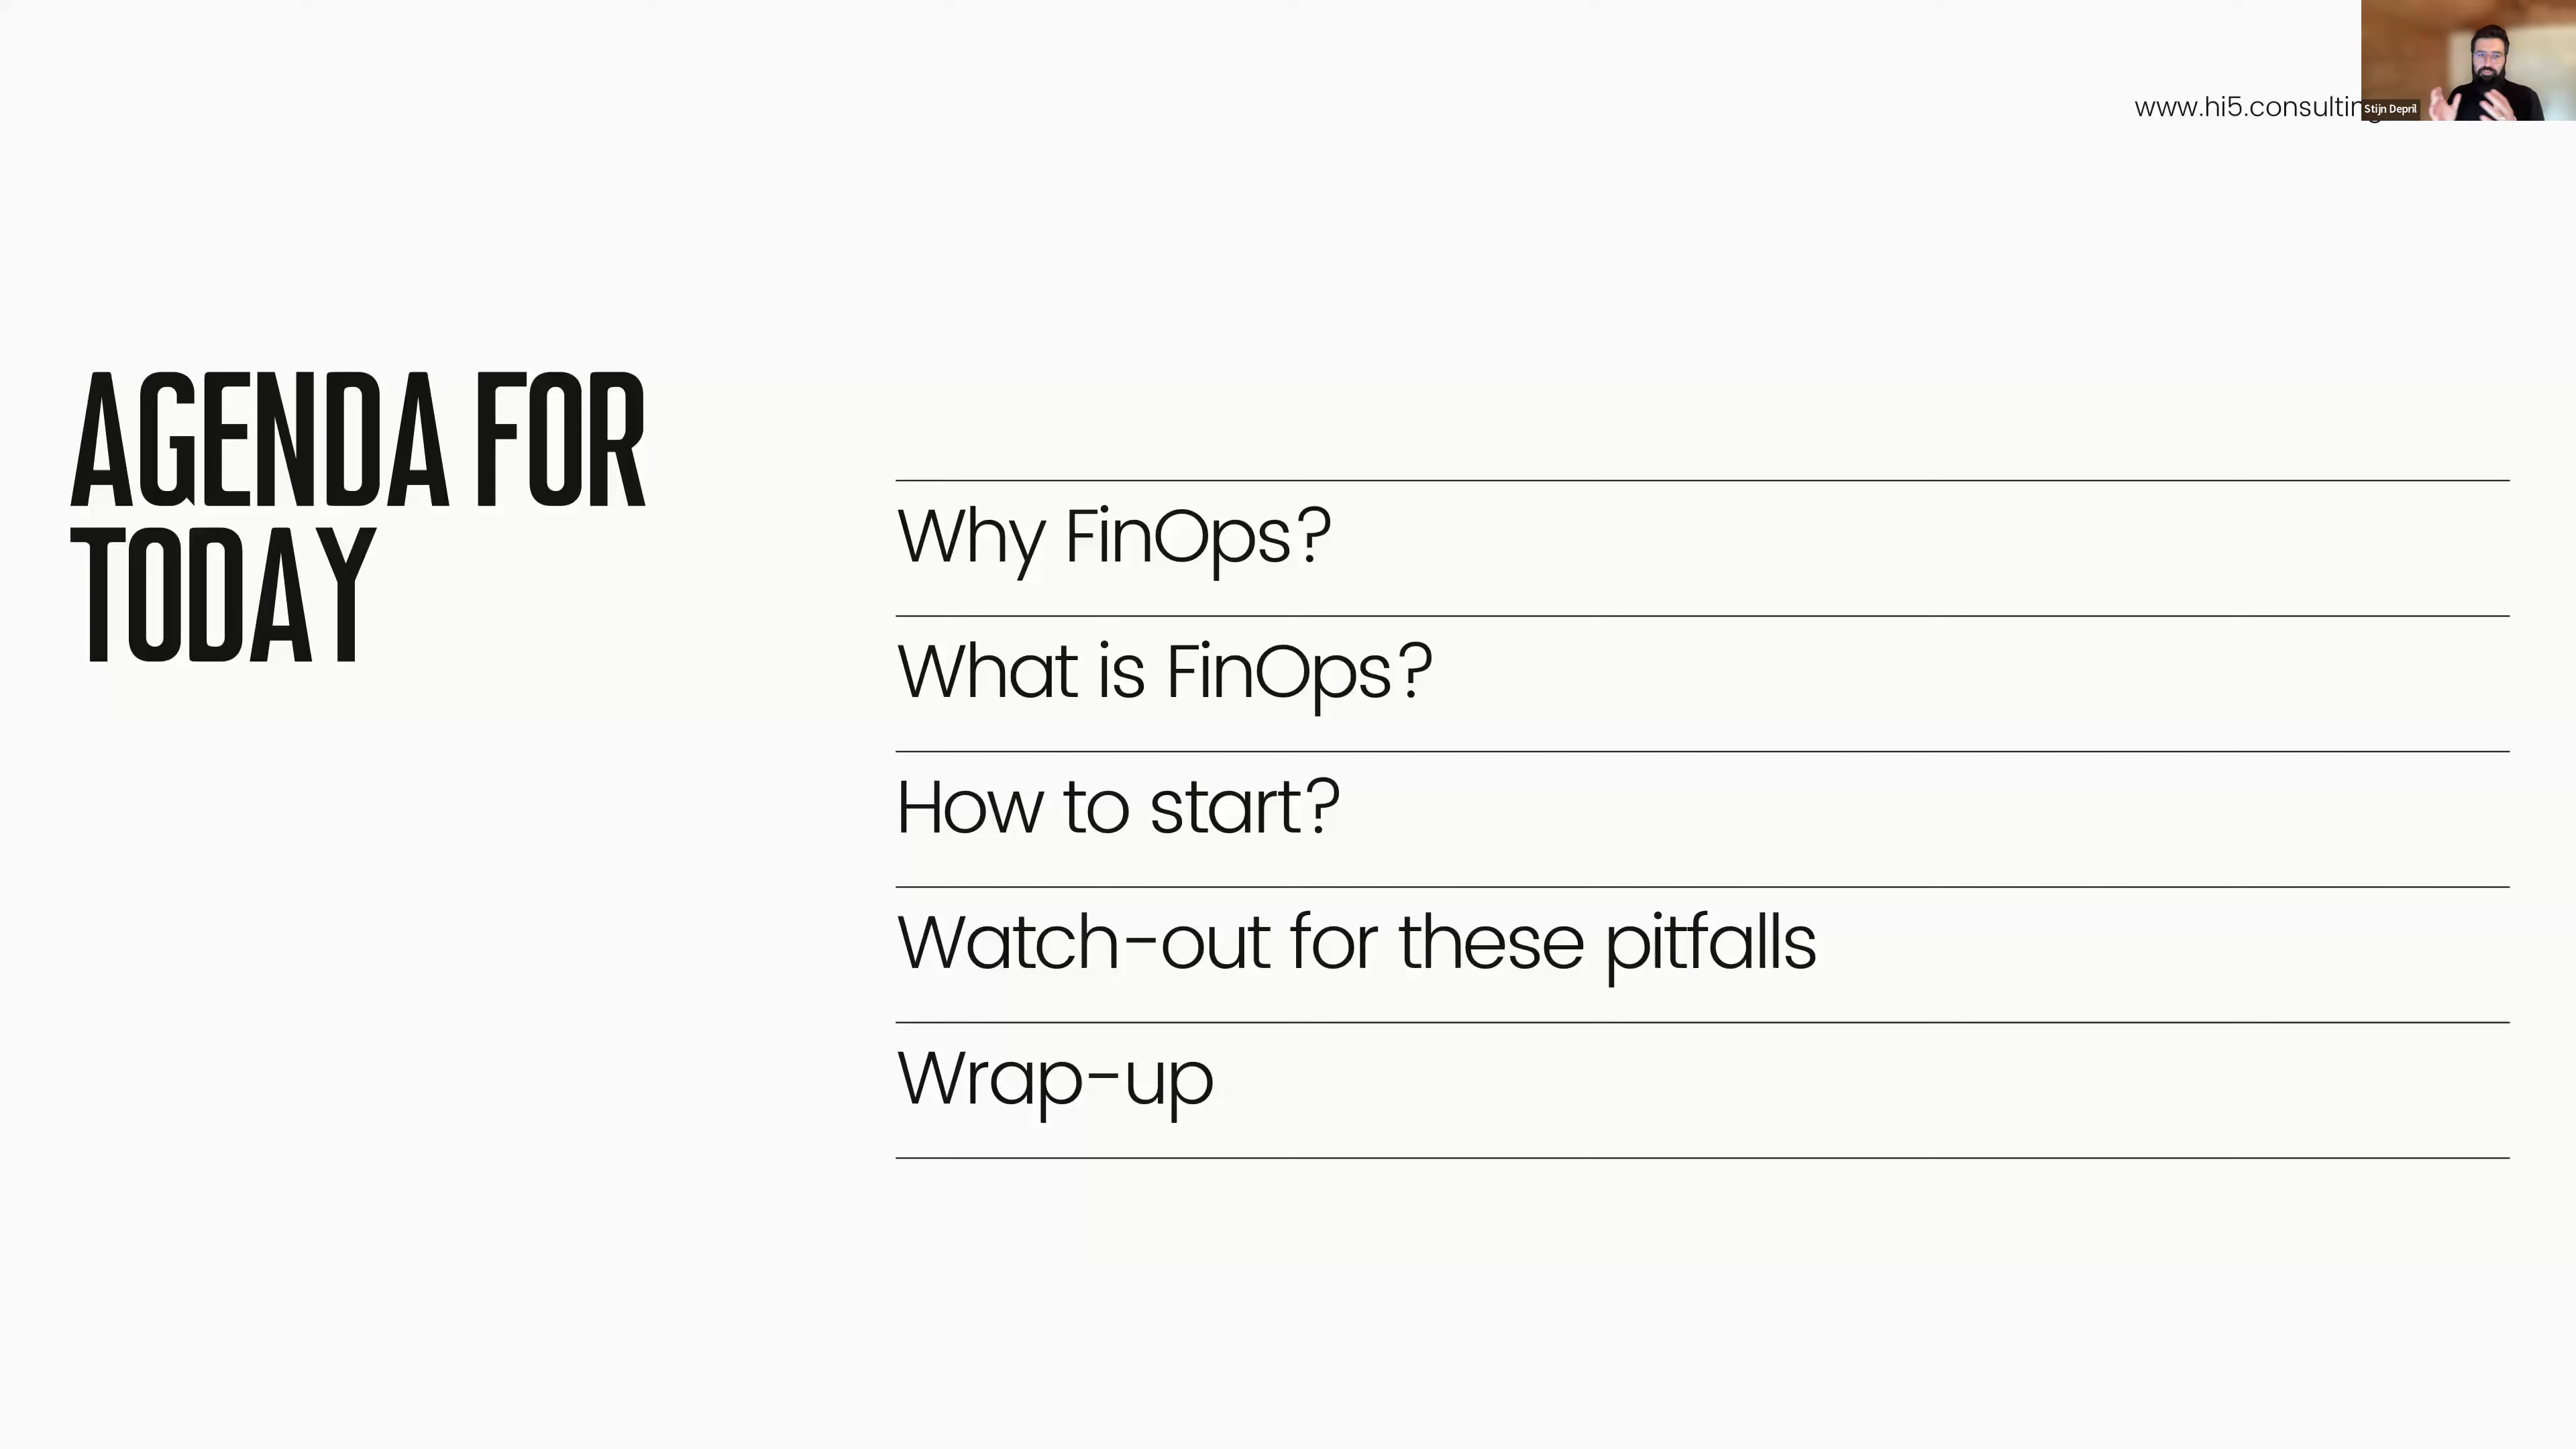 www.hi5.consulting
Stijn Depril
AGENDA FOR
TODAY
Why FinOps?
What is FinOps?
How to start?
Watch-out for these pitfalls
Wrap-up